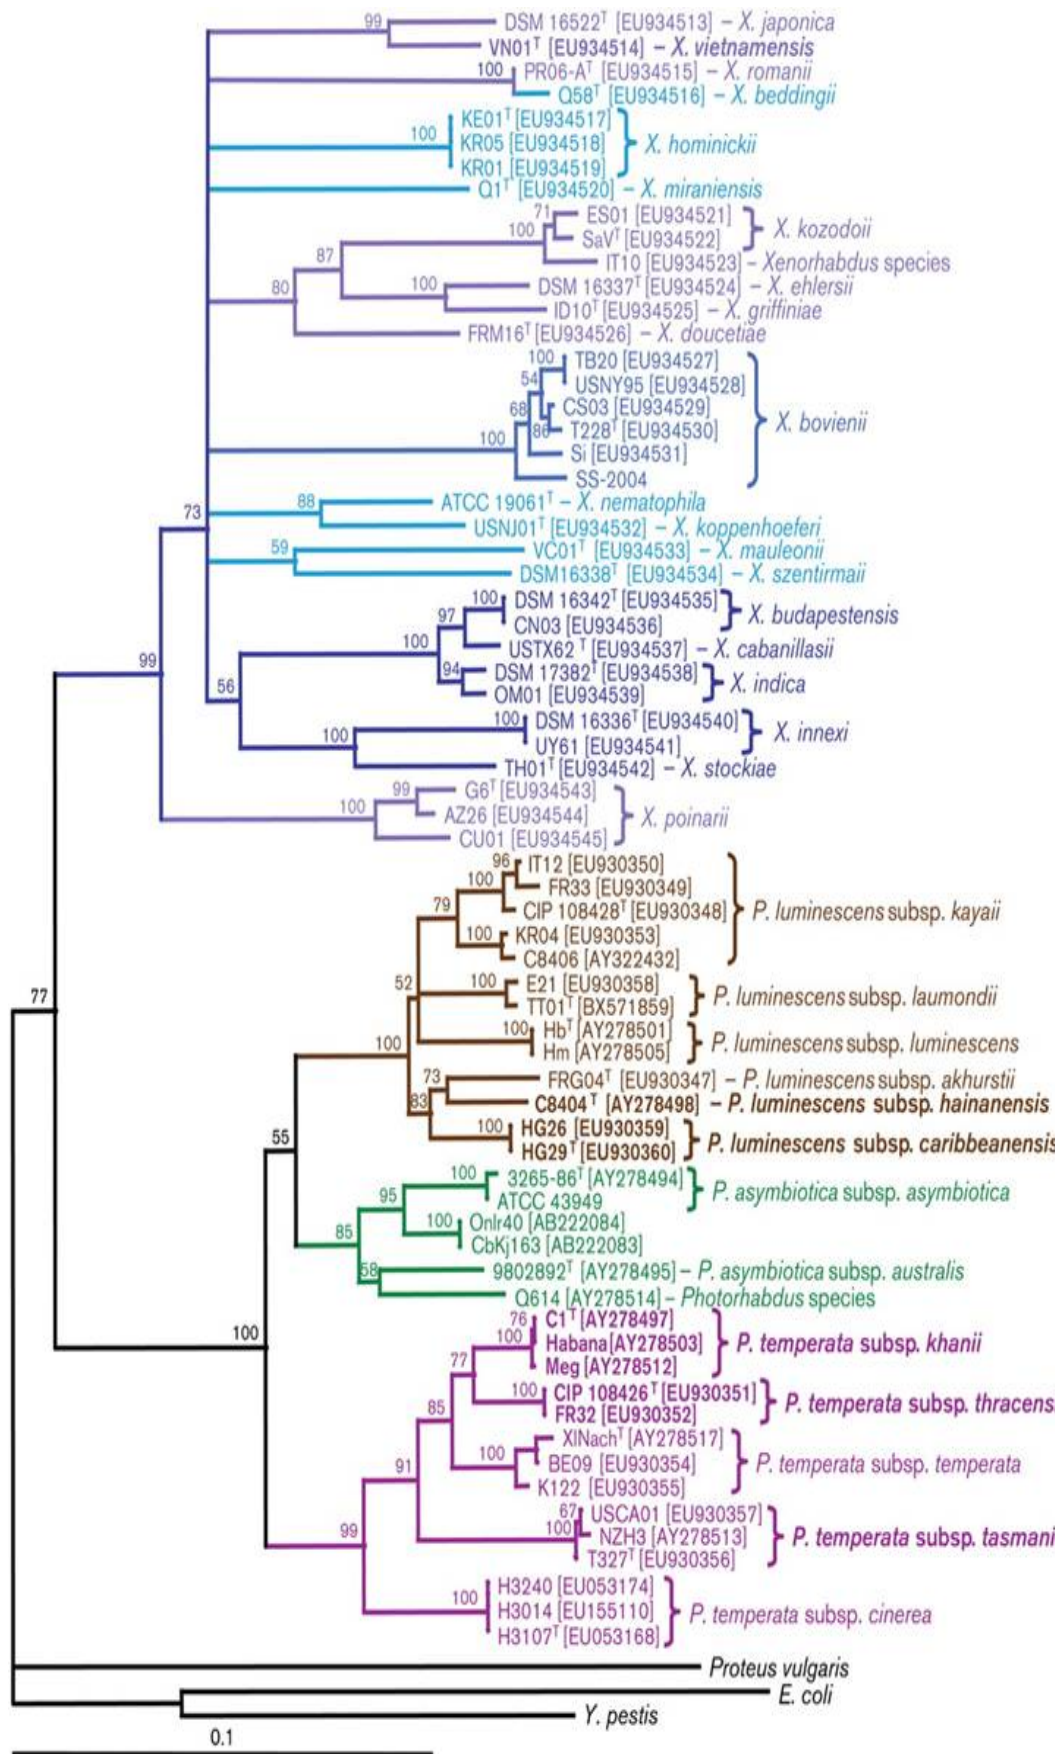 99
DSM 16522ᵀ [EU934513] – X. japonica
VN01ᵀ [EU934514] – X. vietnamensis
100
PR06-Aᵀ [EU934515] – X. romanii
Q58ᵀ [EU934516] – X. beddingii
KE01ᵀ [EU934517]
100
KR05 [EU934518]
X. hominickii
KR01 [EU934519]
Q1ᵀ [EU934520] – X. miraniensis
71
ES01 [EU934521]
100
SaVᵀ [EU934522]
X. kozodoii
87
IT10 [EU934523] – Xenorhabdus species
80
100
DSM 16337ᵀ [EU934524] – X. ehlersii
ID10ᵀ [EU934525] – X. griffiniae
FRM16ᵀ [EU934526] – X. doucetiae
100
TB20 [EU934527]
54
USNY95 [EU934528]
68
CS03 [EU934529]
86
T228ᵀ [EU934530]
X. bovienii
100
Si [EU934531]
SS-2004
73
88
ATCC 19061ᵀ – X. nematophila
USNJ01ᵀ [EU934532] – X. koppenhoeferi
59
VC01ᵀ [EU934533] – X. mauleonii
DSM16338ᵀ [EU934534] – X. szentirmaii
100
DSM 16342ᵀ [EU934535]
97
CN03 [EU934536]
X. budapestensis
100
USTX62 ᵀ [EU934537] – X. cabanillasii
99
94
DSM 17382ᵀ [EU934538]
56
OM01 [EU934539]
X. indica
100
DSM 16336ᵀ [EU934540]
100
UY61 [EU934541]
X. innexi
TH01ᵀ [EU934542] – X. stockiae
99
G6ᵀ [EU934543]
100
AZ26 [EU934544]
X. poinarii
CU01 [EU934545]
96
IT12 [EU930350]
100
FR33 [EU930349]
79
CIP 108428ᵀ [EU930348]
P. luminescens subsp. kayaii
100
KR04 [EU930353]
C8406 [AY322432]
52
100
E21 [EU930358]
77
TT01ᵀ [BX571859]
P. luminescens subsp. laumondii
100
Hbᵀ [AY278501]
100
Hm [AY278505]
P. luminescens subsp. luminescens
73
FRG04ᵀ [EU930347] – P. luminescens subsp. akhurstii
83
C8404 ᵀ [AY278498] – P. luminescens subsp. hainanensis
100
HG26 [EU930359]
55
HG29ᵀ [EU930360]
P. luminescens subsp. caribbeanensis
100
3265-86ᵀ [AY278494]
95
ATCC 43949
P. asymbiotica subsp. asymbiotica
100
OnIr40 [AB222084]
85
CbKj163 [AB222083]
58
9802892ᵀ [AY278495] – P. asymbiotica subsp. australis
Q614 [AY278514] – Photorhabdus species
76
C1ᵀ [AY278497]
100
100
Habana [AY278503]
P. temperata subsp. khanii
77
Meg [AY278512]
100
CIP 108426ᵀ [EU930351]
85
FR32 [EU930352]
P. temperata subsp. thracens
XlNachᵀ [AY278517]
100
BE09 [EU930354]
P. temperata subsp. temperata
91
K122 [EU930355]
67
USCA01 [EU930357]
99
100
NZH3 [AY278513]
P. temperata subsp. tasmani
T327ᵀ [EU930356]
H3240 [EU053174]
100
H3014 [EU155110]
P. temperata subsp. cinerea
H3107ᵀ [EU053168]
Proteus vulgaris
E. coli
Y. pestis
0.1